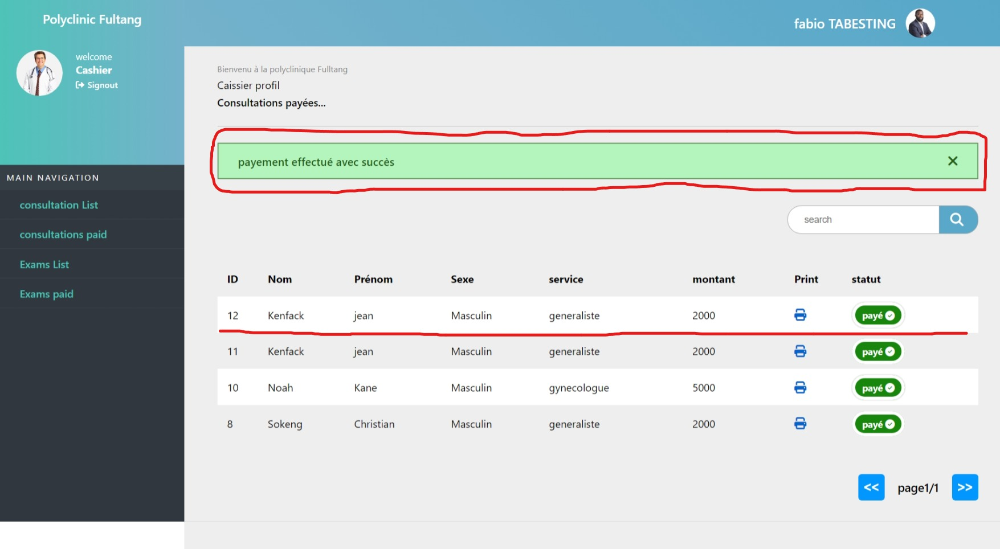 Polyclinic Fultang
fabio TABESTING
welcome
Cashier
Signout
MAIN NAVIGATION
consultation List
consultations paid
Exams List
Exams paid
Bienvenu à la polyclinique Fulltang
Caissier profil
Consultations payées...
payement effectué avec succès
search
ID Nom Prénom Sexe service montant Print statut
12 Kenfack jean Masculin generaliste 2000 payé
11 Kenfack jean Masculin generaliste 2000 payé
10 Noah Kane Masculin gynecologue 5000 payé
8 Sokeng Christian Masculin generaliste 2000 payé
<< page1/1 >>